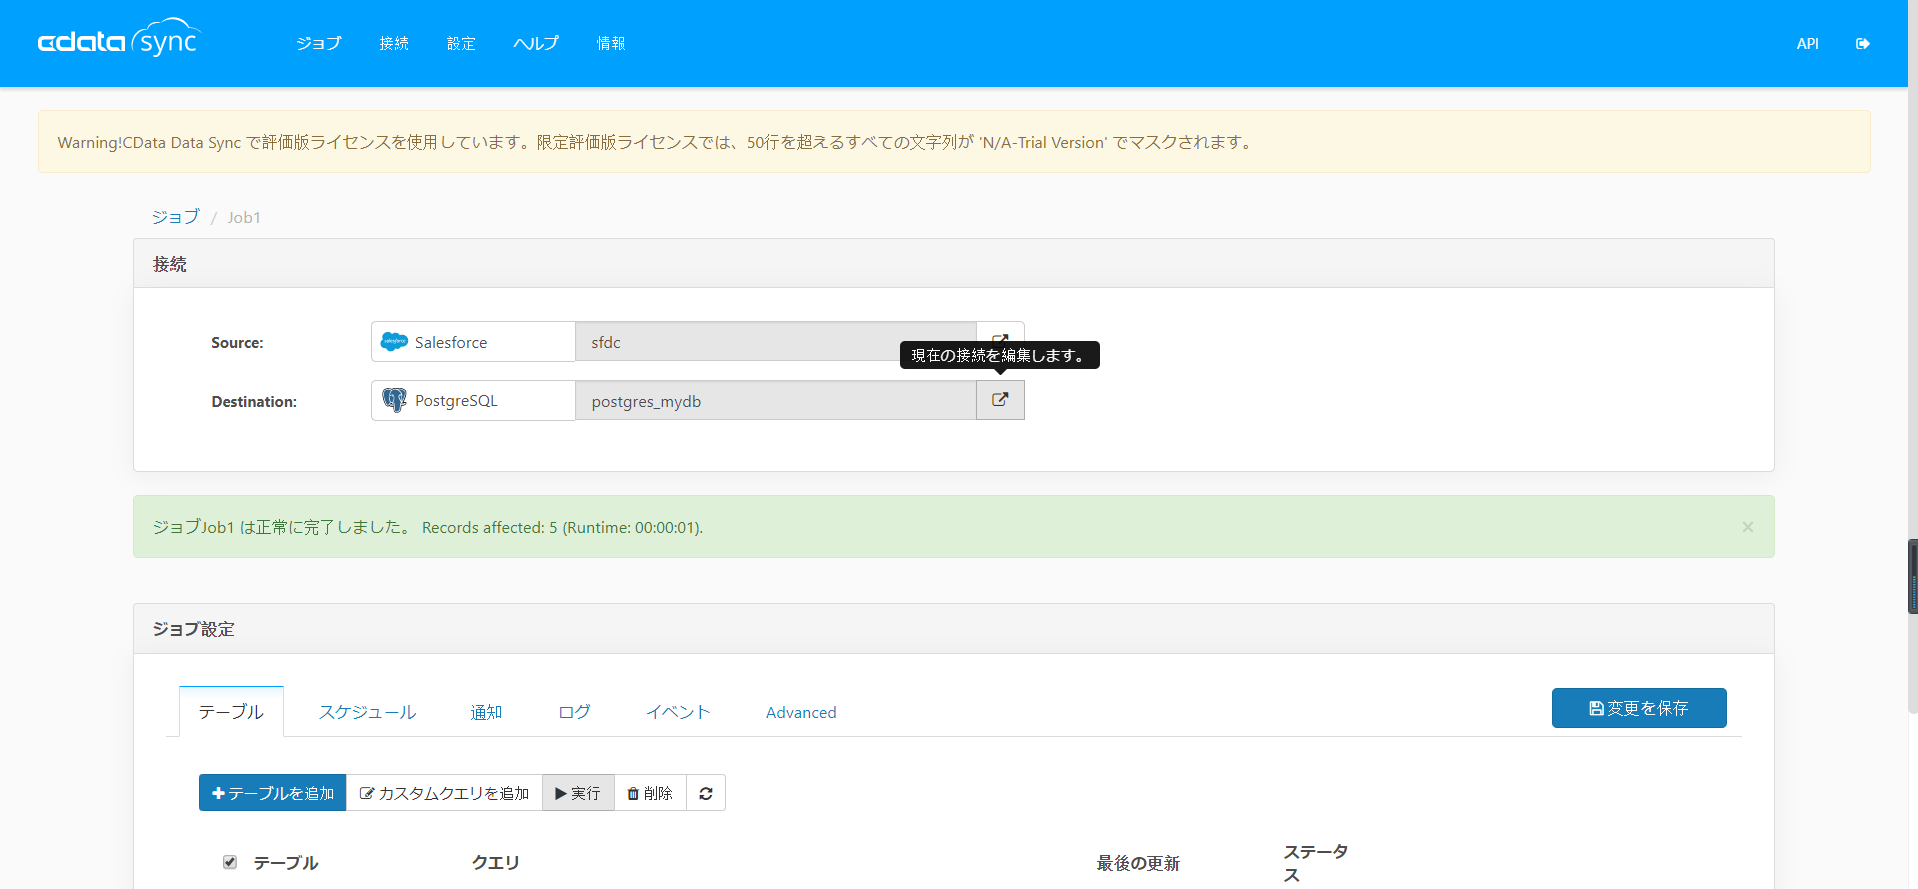 cdata sync
ジョブ 接続 設定 ヘルプ 情報 API
Warning!CData Data Sync で評価版ライセンスを使用しています。限定評価版ライセンスでは、50行を超えるすべての文字列が 'N/A-Trial Version' でマスクされます。
ジョブ / Job1
接続
Source: Salesforce sfdc
現在の接続を編集します。
Destination: PostgreSQL postgres_mydb
ジョブJob1 は正常に完了しました。 Records affected: 5 (Runtime: 00:00:01). ×
ジョブ設定
テーブル スケジュール 通知 ログ イベント Advanced 変更を保存
テーブルを追加 カスタムクエリを追加 実行 削除
テーブル クエリ 最後の更新 ステータ
ス